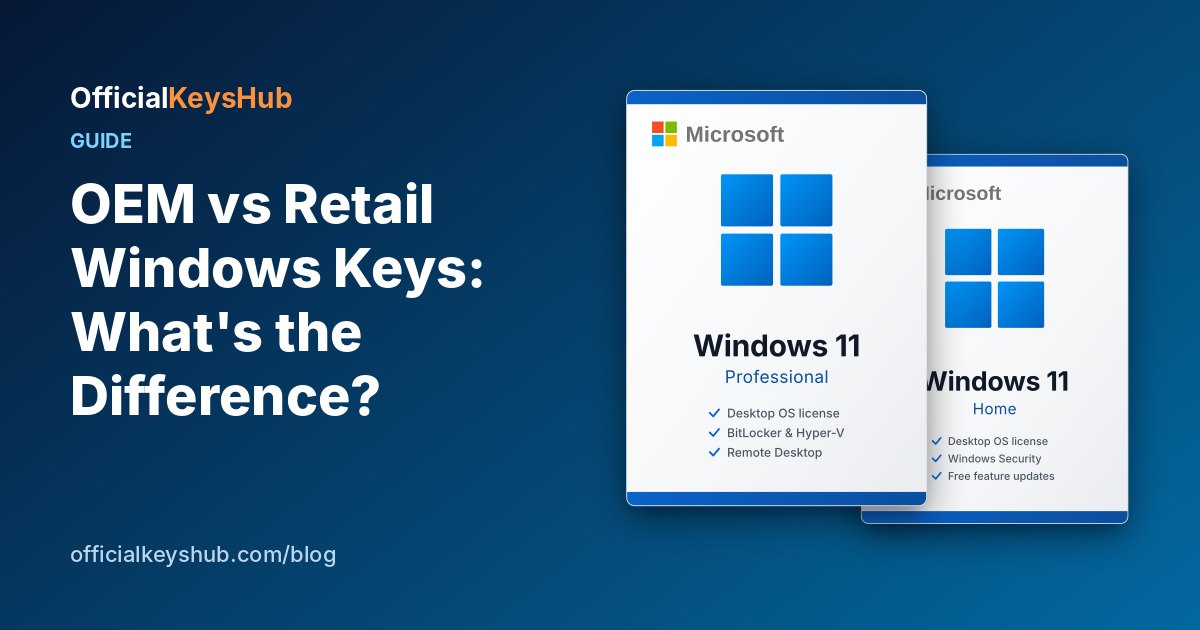 OfficialKeysHub
GUIDE
OEM vs Retail
Windows Keys:
What's the
Difference?
officialkeyshub.com/blog
Microsoft
Windows 11
Professional
Desktop OS license
BitLocker & Hyper-V
Remote Desktop
licrosoft
Windows 11
Home
Desktop OS license
Windows Security
Free feature updates